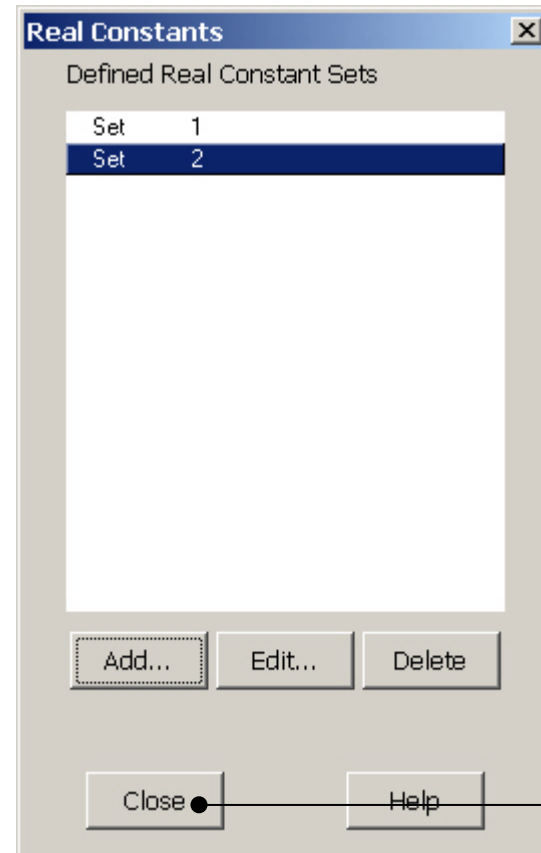 Real Constants
Defined Real Constant Sets
Set 1
Set 2
Add... Edit... Delete
Close Help